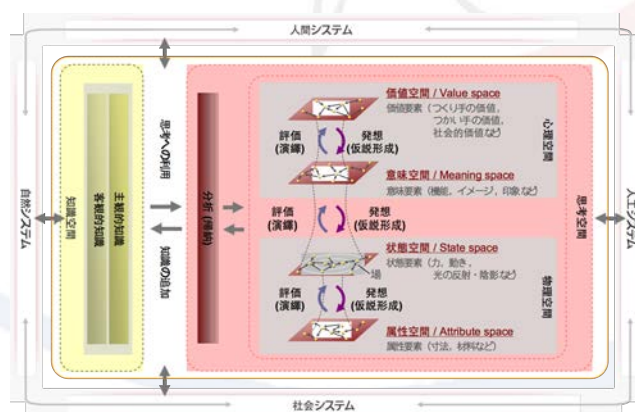 人間システム
自然システム
知識空間
客観的知識
主観的知識
思考への利用
知識の追加
分析 (帰納)
価値空間 / Value space
価値要素 (つくり手の価値,
つかい手の価値,
社会的価値など)
評価
(演繹)
発想
(仮説形成)
意味空間 / Meaning space
意味要素 (機能, イメージ, 印象など)
評価
(演繹)
発想
(仮説形成)
状態空間 / State space
状態要素 (力, 動き,
光の反射・陰影など)
場
評価
(演繹)
発想
(仮説形成)
属性空間 / Attribute space
属性要素 (寸法, 材料など)
心理空間
物理空間
思考空間
人工システム
社会システム